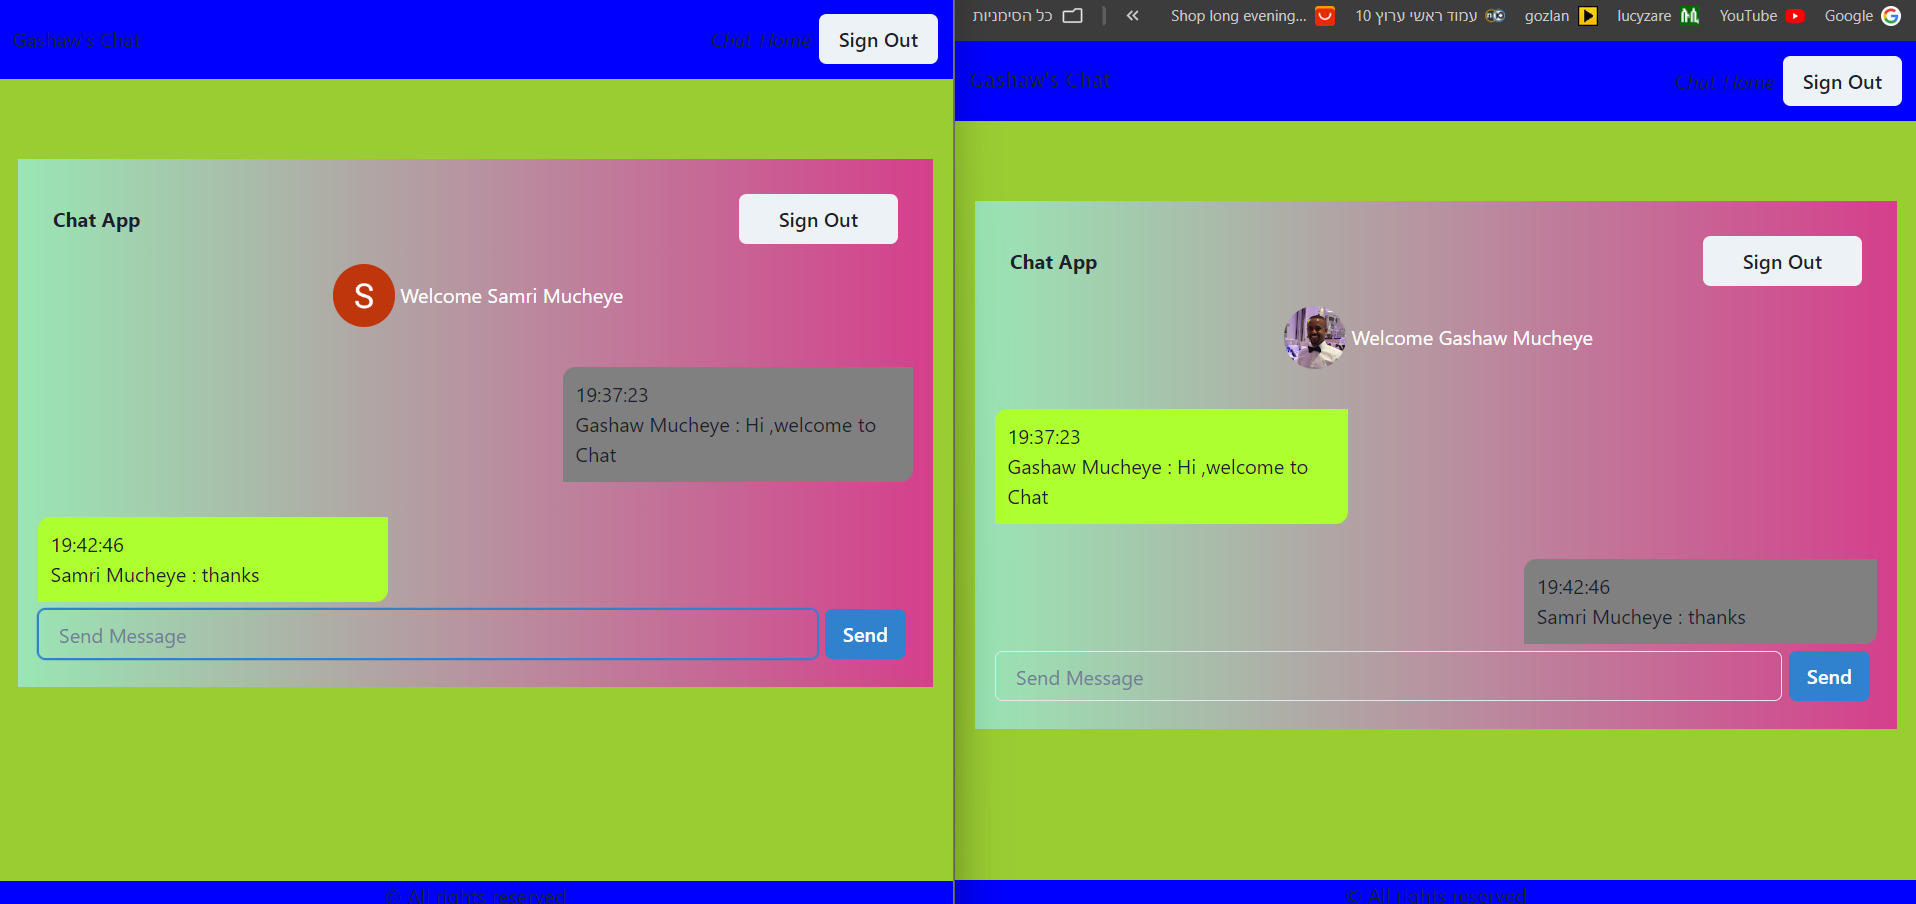 Gashaw's Chat
Chat Home
Sign Out
Chat App
Sign Out
S
Welcome Samri Mucheye
19:37:23
Gashaw Mucheye : Hi ,welcome to
Chat
19:42:46
Samri Mucheye : thanks
Send Message
Send
© All rights reserved
כל הסימניות
«
Shop long evening...
עמוד ראשי ערוץ 10
gozlan
lucyzare
YouTube
Google
Gashaw's Chat
Chat Home
Sign Out
Chat App
Sign Out
Welcome Gashaw Mucheye
19:37:23
Gashaw Mucheye : Hi ,welcome to
Chat
19:42:46
Samri Mucheye : thanks
Send Message
Send
© All rights reserved